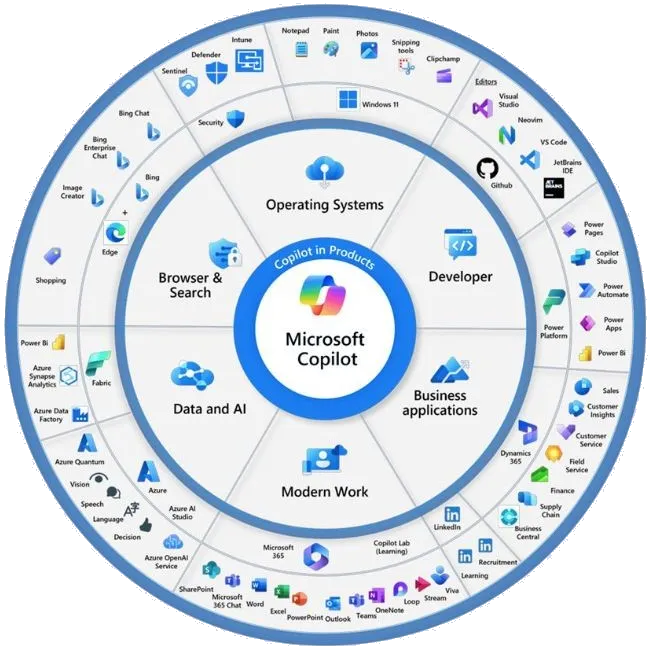 Copilot in Products
Microsoft
Copilot
Operating Systems
Developer
Business
applications
Modern Work
Data and AI
Browser &
Search
Windows 11
Notepad
Paint
Photos
Snipping
tools
Clipchamp
Github
Editors
Visual
Studio
Neovim
VS Code
JetBrains
IDE
JET
BRAINS
Power
Platform
Power
Pages
Copilot
Studio
Power
Automate
Power
Apps
Power Bi
Dynamics
365
Sales
Customer
Insights
Customer
Service
Field
Service
Finance
Supply
Chain
Business
Central
LinkedIn
Recruitment
Learning
Microsoft
365
Copilot Lab
(Learning)
SharePoint
Microsoft
365 Chat
Word
Excel
PowerPoint
Outlook
Teams
OneNote
Loop
Stream
Viva
Azure
Azure AI
Studio
Azure OpenAI
Service
Azure Quantum
Vision
Speech
Language
Decision
Fabric
Power Bi
Azure
Synapse
Analytics
Azure Data
Factory
Edge
+
Bing
Shopping
Image
Creator
Bing
Enterprise
Chat
Bing Chat
Security
Sentinel
Defender
Intune